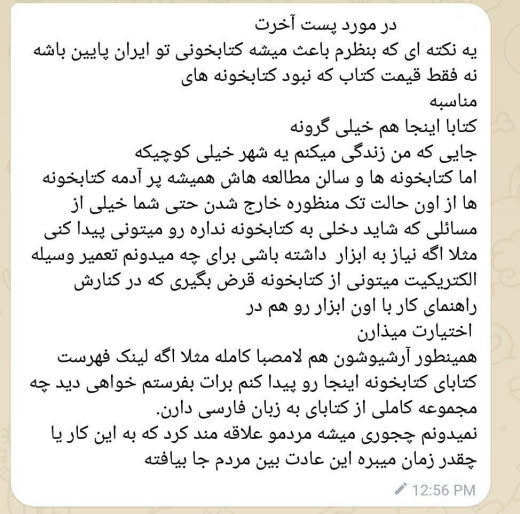 در مورد پست آخرت
یه نکته ای که بنظرم باعث میشه کتابخونی تو ایران پایین باشه
نه فقط قیمت کتاب که نبود کتابخونه های
مناسبه
کتابا اینجا هم خیلی گرونه
جایی که من زندگی میکنم یه شهر خیلی کوچیکه
اما کتابخونه ها و سالن مطالعه هاش همیشه پر آدمه کتابخونه
ها از اون حالت تک منظوره خارج شدن حتی شما خیلی از
مسائلی که شاید دخلی به کتابخونه نداره رو میتونی پیدا کنی
مثلا اگه نیاز به ابزار داشته باشی برای چه میدونم تعمیر وسیله
الکتریکیت میتونی از کتابخونه قرض بگیری که در کنارش
راهنمای کار با اون ابزار رو هم در
اختیارت میذارن
همینطور آرشیوشون هم لامصبا کامله مثلا اگه لینک فهرست
کتابای کتابخونه اینجا رو پیدا کنم برات بفرستم خواهی دید چه
مجموعه کاملی از کتابای به زبان فارسی دارن.
نمیدونم چجوری میشه مردمو علاقه مند کرد که به این کار یا
چقدر زمان میبره این عادت بین مردم جا بیافته
12:56 PM